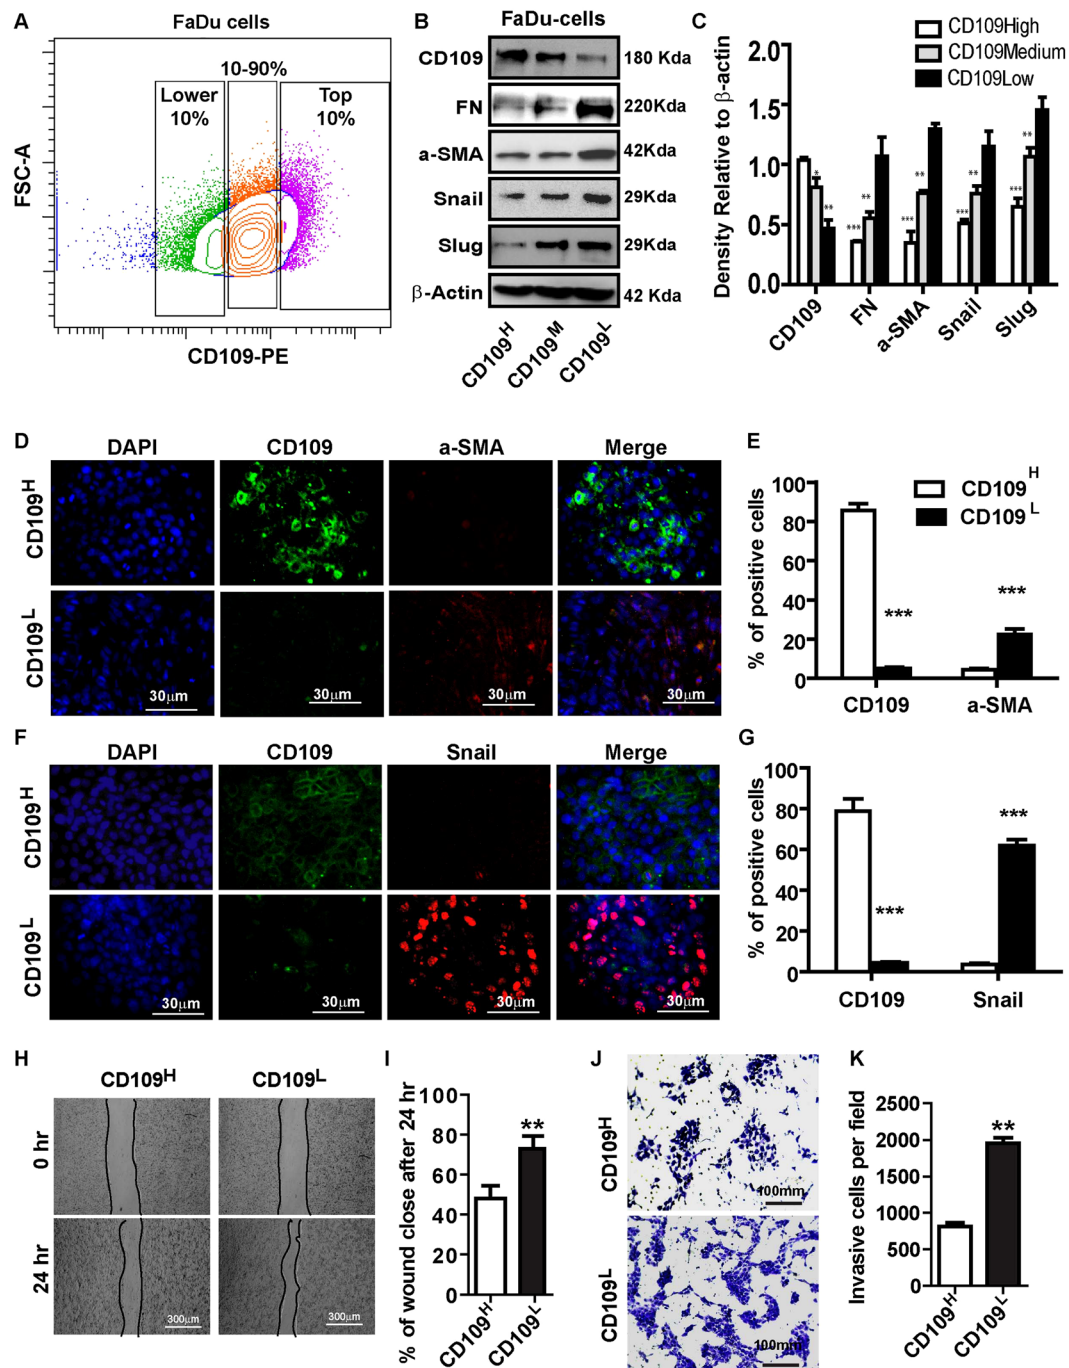 A
FaDu cells
10-90%
Lower
10%
Top
10%
FSC-A
CD109-PE
B
FaDu-cells
CD109
180 Kda
FN
220Kda
a-SMA
42Kda
Snail
29Kda
Slug
29Kda
β-Actin
42 Kda
CD109H
CD109M
CD109L
C
CD109High
CD109Medium
CD109Low
Density Relative to β-actin
2.0
1.5
1.0
0.5
0.0
* ** *** ** *** ** *** ** *** **
CD109
FN
a-SMA
Snail
Slug
D
DAPI
CD109
a-SMA
Merge
CD109H
CD109L
30µm
30µm
30µm
30µm
E
CD109H
CD109L
% of positive cells
80
60
40
20
0
***
***
CD109
a-SMA
F
DAPI
CD109
Snail
Merge
CD109H
CD109L
30µm
30µm
30µm
30µm
G
% of positive cells
100
80
60
40
20
0
***
***
CD109
Snail
H
CD109H
CD109L
0 hr
24 hr
300µm
300µm
I
% of wound close after 24 hr
100
80
60
40
20
0
**
CD109H
CD109L
J
CD109H
100mm
CD109L
100mm
K
Invasive cells per field
2500
2000
1500
1000
500
0
**
CD109H
CD109L